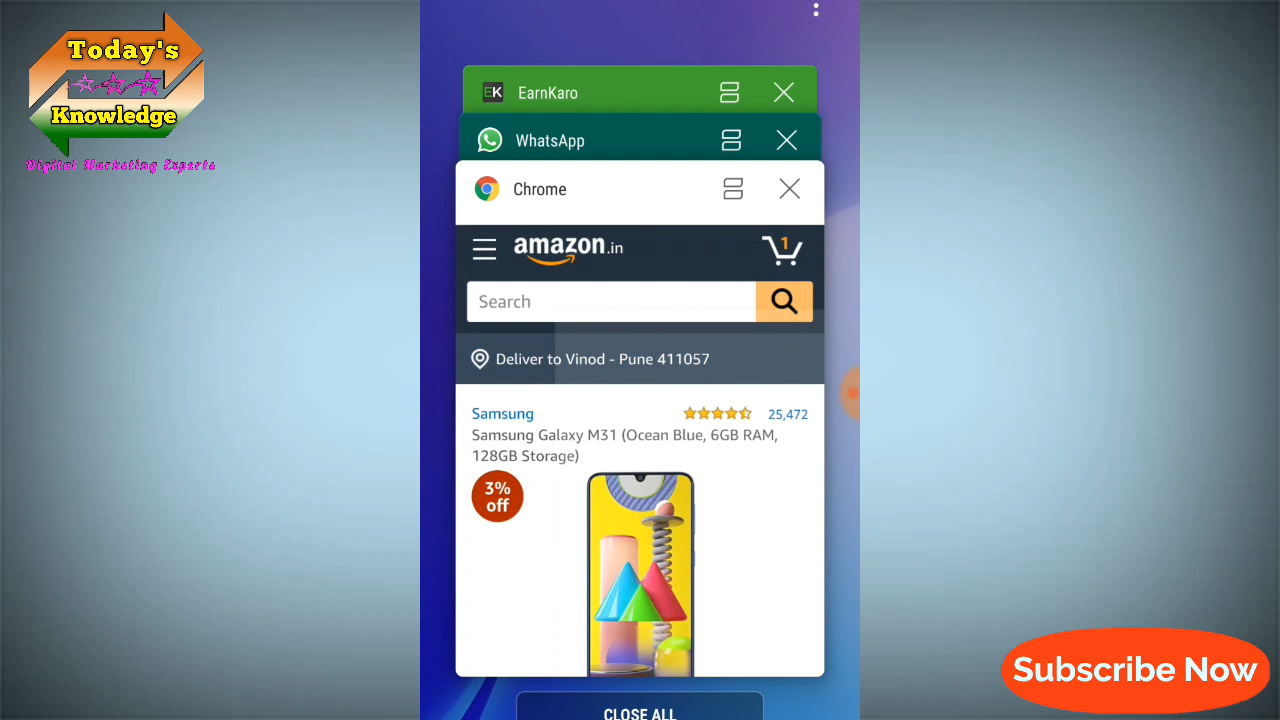 Today's
Knowledge
Digital Marketing Experts
EK EarnKaro
WhatsApp
Chrome
amazon.in
1
Search
Deliver to Vinod - Pune 411057
Samsung 25,472
Samsung Galaxy M31 (Ocean Blue, 6GB RAM,
128GB Storage)
3%
off
CLOSE ALL
Subscribe Now